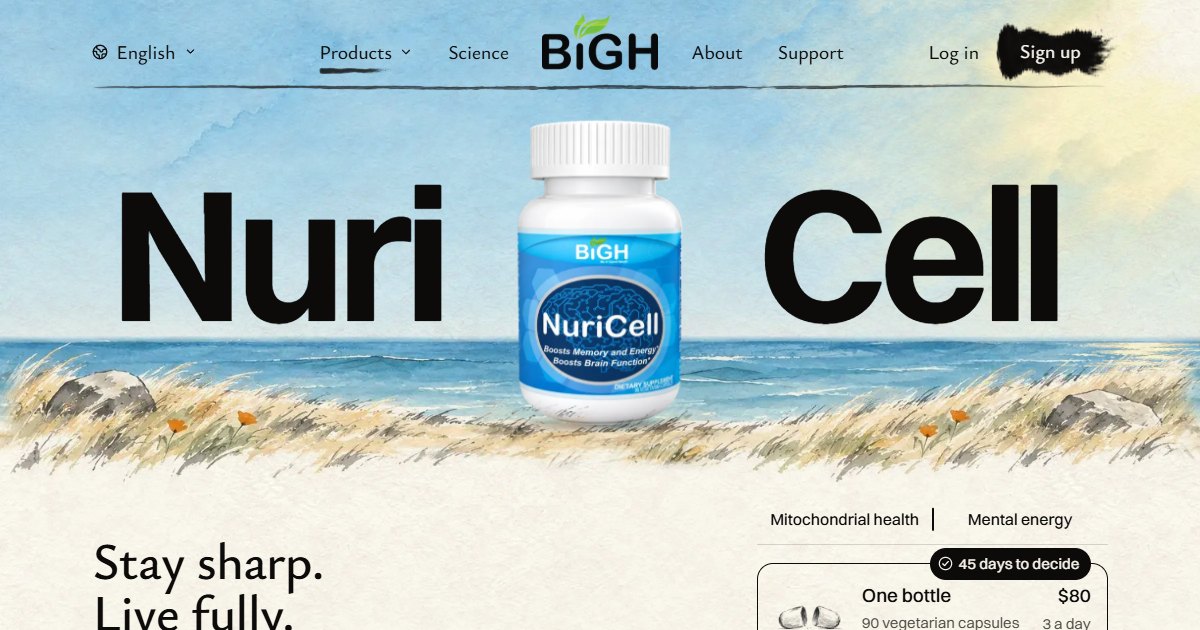 English
Products
Science
BiGH
About
Support
Log in
Sign up
Nuri
Cell
BiGH
NuriCell
Boosts Memory and Energy*
Boosts Brain Function*
DIETARY SUPPLEMENT
Mitochondrial health
Mental energy
Stay sharp.
Live fully.
45 days to decide
One bottle
$80
90 vegetarian capsules
3 a day